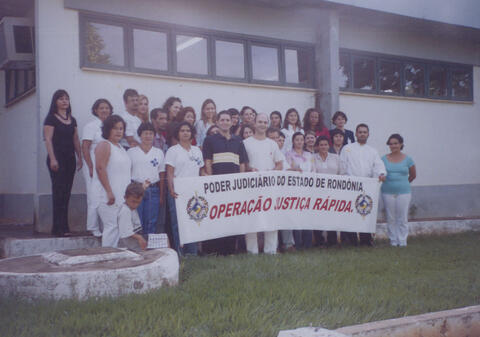 PODER JUDICIÁRIO DO ESTADO DE RONDÔNIA
OPERAÇÃO JUSTIÇA RÁPIDA.